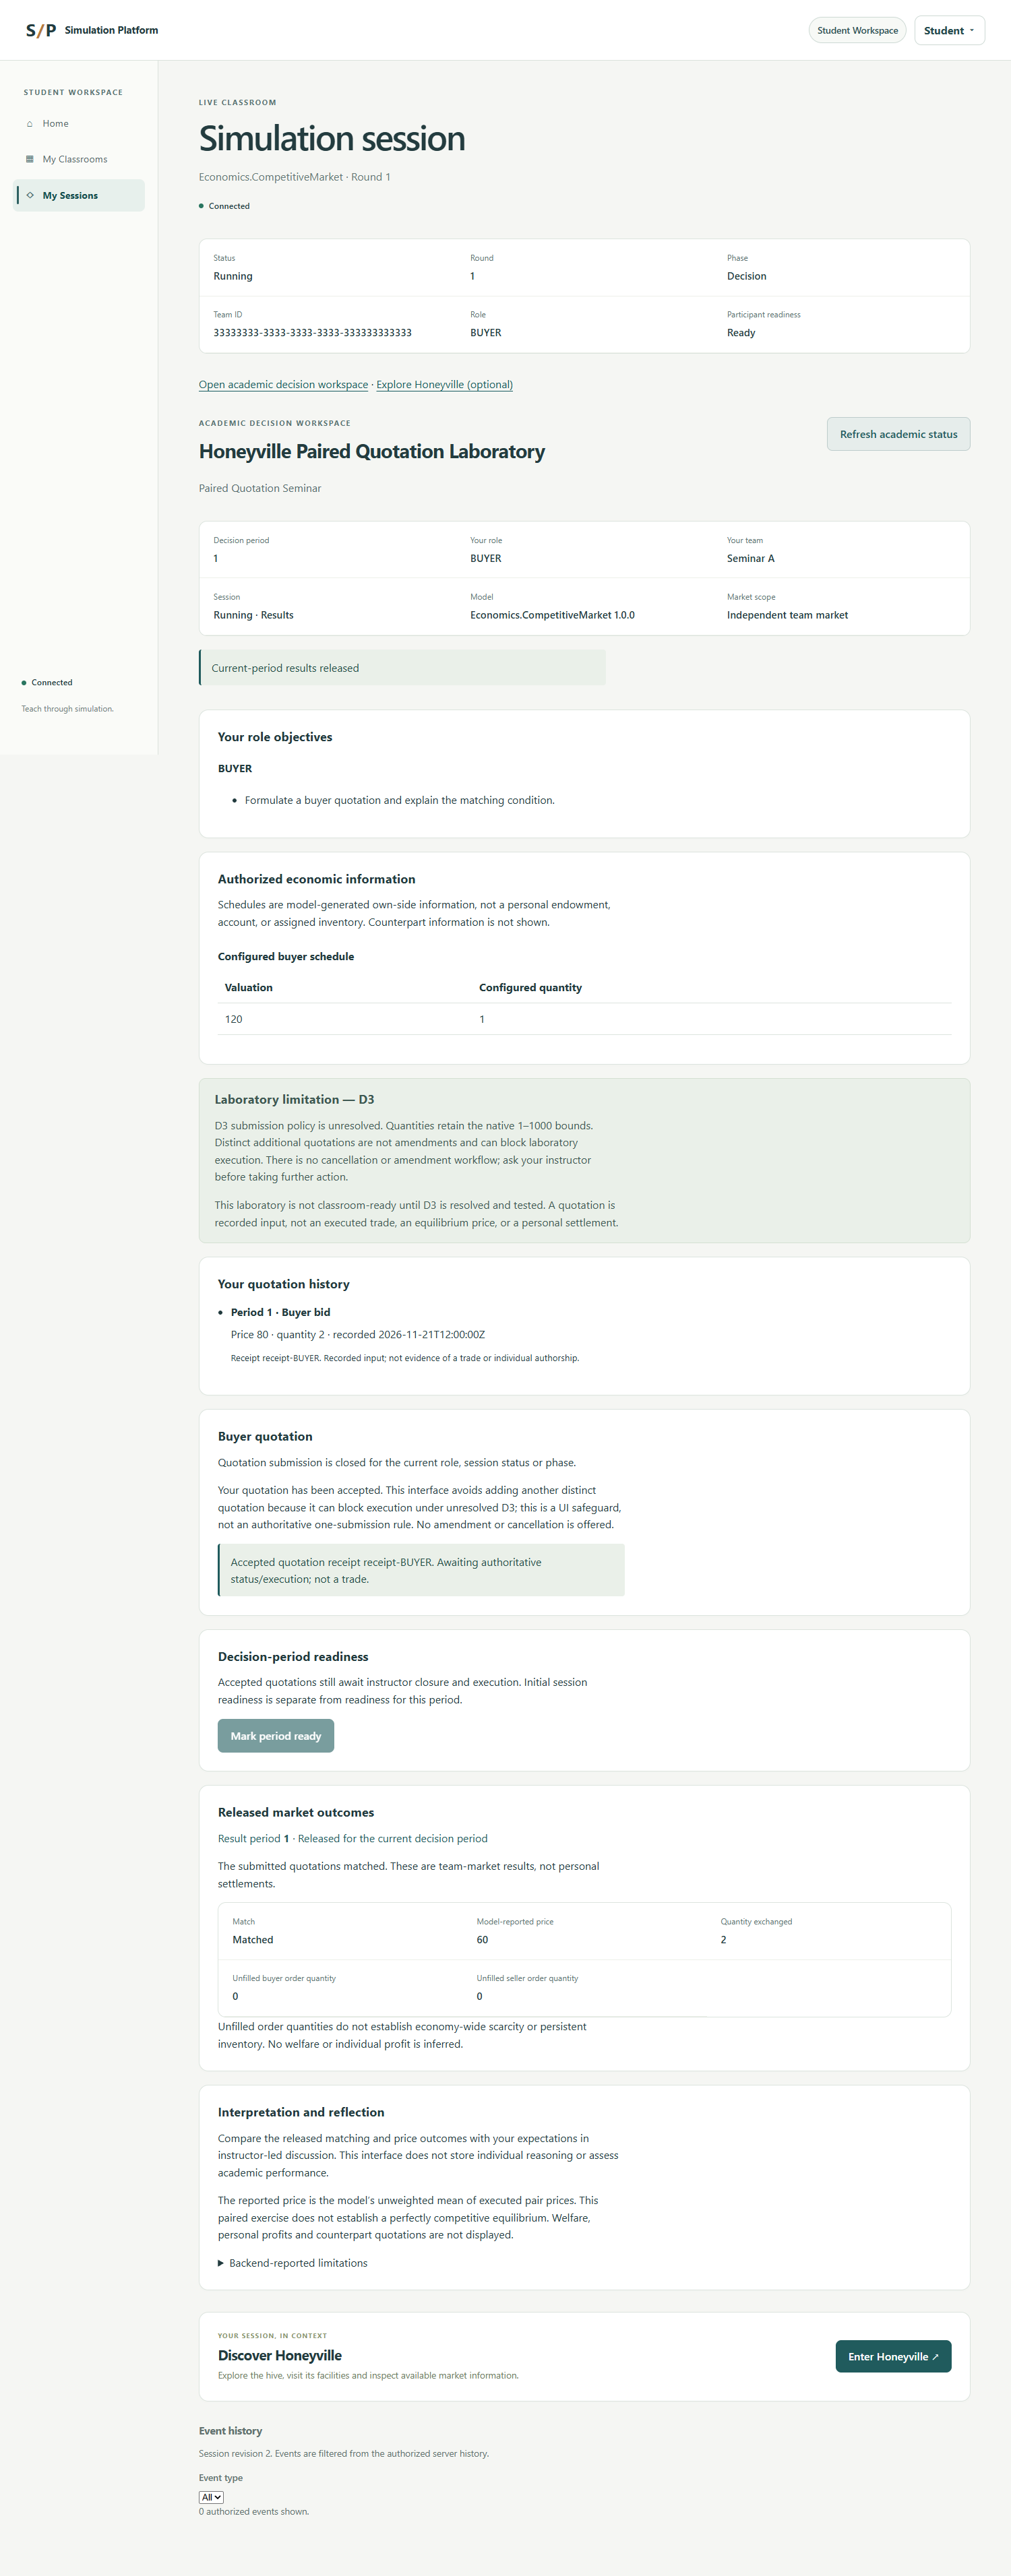 S/P Simulation Platform
Student Workspace
Student
STUDENT WORKSPACE
Home
My Classrooms
My Sessions
Connected
Teach through simulation.
LIVE CLASSROOM
Simulation session
Economics.CompetitiveMarket · Round 1
Connected
Status
Running
Round
1
Phase
Decision
Team ID
33333333-3333-3333-3333-333333333333
Role
BUYER
Participant readiness
Ready
Open academic decision workspace · Explore Honeyville (optional)
ACADEMIC DECISION WORKSPACE
Honeyville Paired Quotation Laboratory
Refresh academic status
Paired Quotation Seminar
Decision period
1
Your role
BUYER
Your team
Seminar A
Session
Running · Results
Model
Economics.CompetitiveMarket 1.0.0
Market scope
Independent team market
Current-period results released
Your role objectives
BUYER
• Formulate a buyer quotation and explain the matching condition.
Authorized economic information
Schedules are model-generated own-side information, not a personal endowment,
account, or assigned inventory. Counterpart information is not shown.
Configured buyer schedule
Valuation Configured quantity
120 1
Laboratory limitation — D3
D3 submission policy is unresolved. Quantities retain the native 1–1000 bounds.
Distinct additional quotations are not amendments and can block laboratory
execution. There is no cancellation or amendment workflow; ask your instructor
before taking further action.
This laboratory is not classroom-ready until D3 is resolved and tested. A quotation is
recorded input, not an executed trade, an equilibrium price, or a personal settlement.
Your quotation history
• Period 1 · Buyer bid
Price 80 · quantity 2 · recorded 2026-11-21T12:00:00Z
Receipt receipt-BUYER. Recorded input; not evidence of a trade or individual authorship.
Buyer quotation
Quotation submission is closed for the current role, session status or phase.
Your quotation has been accepted. This interface avoids adding another distinct
quotation because it can block execution under unresolved D3; this is a UI safeguard,
not an authoritative one-submission rule. No amendment or cancellation is offered.
Accepted quotation receipt receipt-BUYER. Awaiting authoritative
status/execution; not a trade.
Decision-period readiness
Accepted quotations still await instructor closure and execution. Initial session
readiness is separate from readiness for this period.
Mark period ready
Released market outcomes
Result period 1 · Released for the current decision period
The submitted quotations matched. These are team-market results, not personal
settlements.
Match
Matched
Model-reported price
60
Quantity exchanged
2
Unfilled buyer order quantity
0
Unfilled seller order quantity
0
Unfilled order quantities do not establish economy-wide scarcity or persistent
inventory. No welfare or individual profit is inferred.
Interpretation and reflection
Compare the released matching and price outcomes with your expectations in
instructor-led discussion. This interface does not store individual reasoning or assess
academic performance.
The reported price is the model's unweighted mean of executed pair prices. This
paired exercise does not establish a perfectly competitive equilibrium. Welfare,
personal profits and counterpart quotations are not displayed.
▶ Backend-reported limitations
YOUR SESSION, IN CONTEXT
Discover Honeyville
Explore the hive, visit its facilities and inspect available market information.
Enter Honeyville ↗
Event history
Session revision 2. Events are filtered from the authorized server history.
Event type
All
0 authorized events shown.